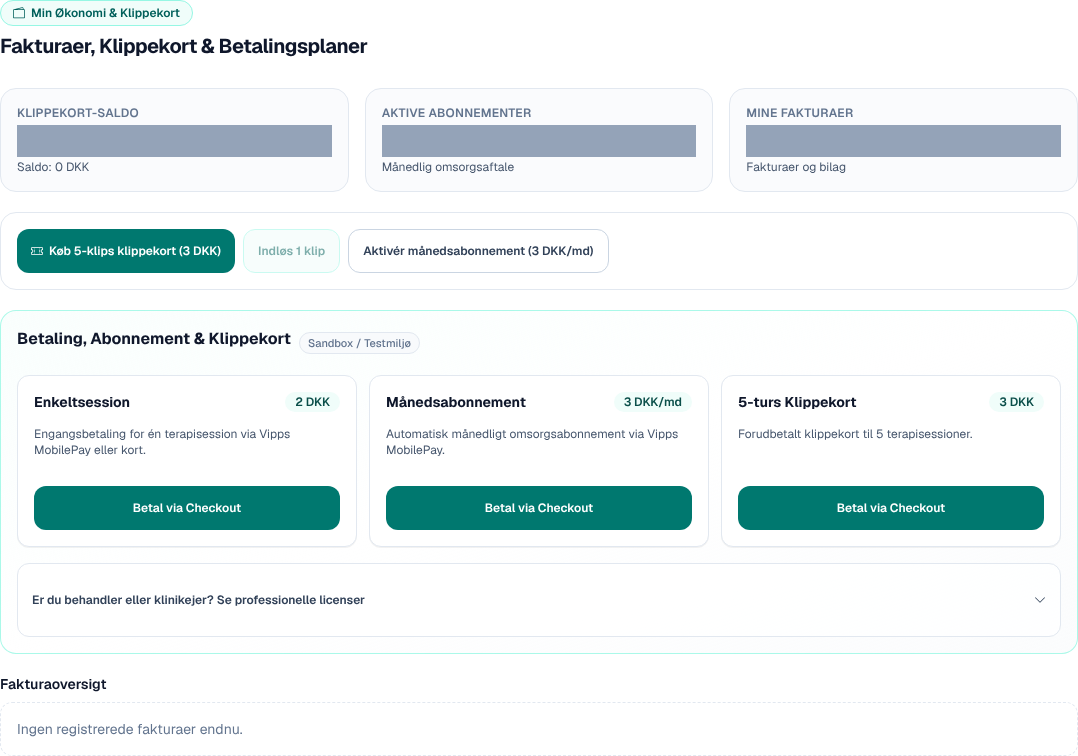 Min Økonomi & Klippekort
Fakturaer, Klippekort & Betalingsplaner
KLIPPEKORT-SALDO
Saldo: 0 DKK
AKTIVE ABONNEMENTER
Månedlig omsorgsaftale
MINE FAKTURAER
Fakturaer og bilag
Køb 5-klips klippekort (3 DKK)
Indløs 1 klip
Aktivér månedsabonnement (3 DKK/md)
Betaling, Abonnement & Klippekort
Sandbox / Testmiljø
Enkeltsession
2 DKK
Engangsbetaling for én terapisession via Vipps
MobilePay eller kort.
Betal via Checkout
Månedsabonnement
3 DKK/md
Automatisk månedligt omsorgsabonnement via Vipps
MobilePay.
Betal via Checkout
5-turs Klippekort
3 DKK
Forudbetalt klippekort til 5 terapisessioner.
Betal via Checkout
Er du behandler eller klinikejer? Se professionelle licenser
Fakturaoversigt
Ingen registrerede fakturaer endnu.